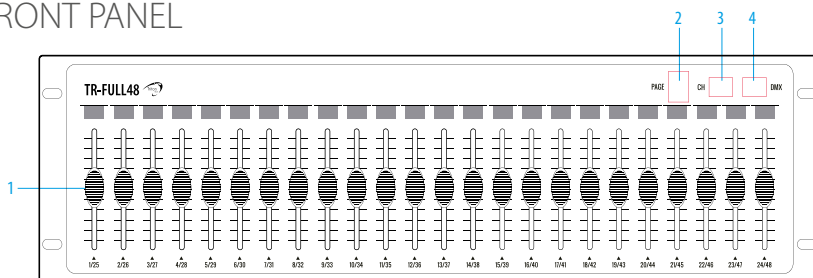 RONT PANEL
2 3 4
TR-FULL48 PAGE CH DMX
1
1/25 2/26 3/27 4/28 5/29 6/30 7/31 8/32 9/33 10/34 11/35 12/36 13/37 14/38 15/39 16/40 17/41 18/42 19/43 20/44 21/45 22/46 23/47 24/48